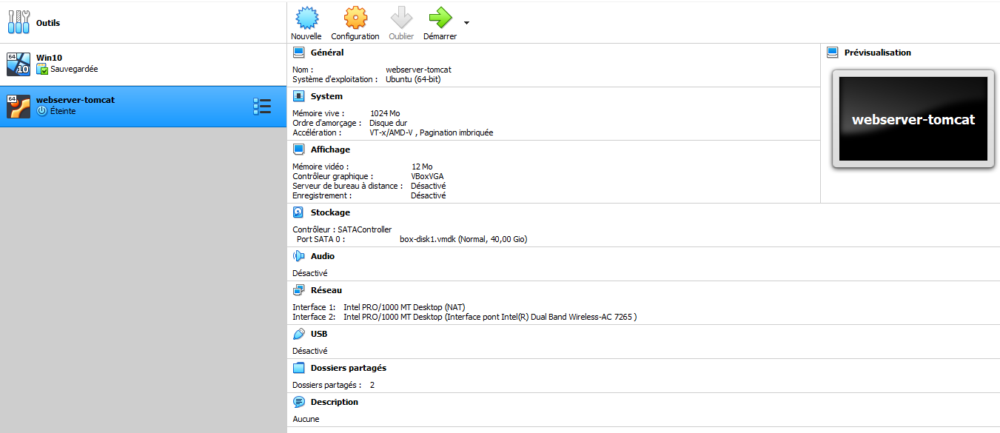 Outils
Nouvelle Configuration Oublier Démarrer
64
10
Win10
Sauvegardée
64
webserver-tomcat
Éteinte
Général
Nom : webserver-tomcat
Système d'exploitation : Ubuntu (64-bit)
System
Mémoire vive : 1024 Mo
Ordre d'amorçage : Disque dur
Accélération : VT-x/AMD-V , Pagination imbriquée
Affichage
Mémoire vidéo : 12 Mo
Contrôleur graphique : VBoxVGA
Serveur de bureau à distance : Désactivé
Enregistrement : Désactivé
Prévisualisation
webserver-tomcat
Stockage
Contrôleur : SATAController
Port SATA 0 : box-disk1.vmdk (Normal, 40,00 Gio)
Audio
Désactivé
Réseau
Interface 1: Intel PRO/1000 MT Desktop (NAT)
Interface 2: Intel PRO/1000 MT Desktop (Interface pont Intel(R) Dual Band Wireless-AC 7265 )
USB
Désactivé
Dossiers partagés
Dossiers partagés : 2
Description
Aucune